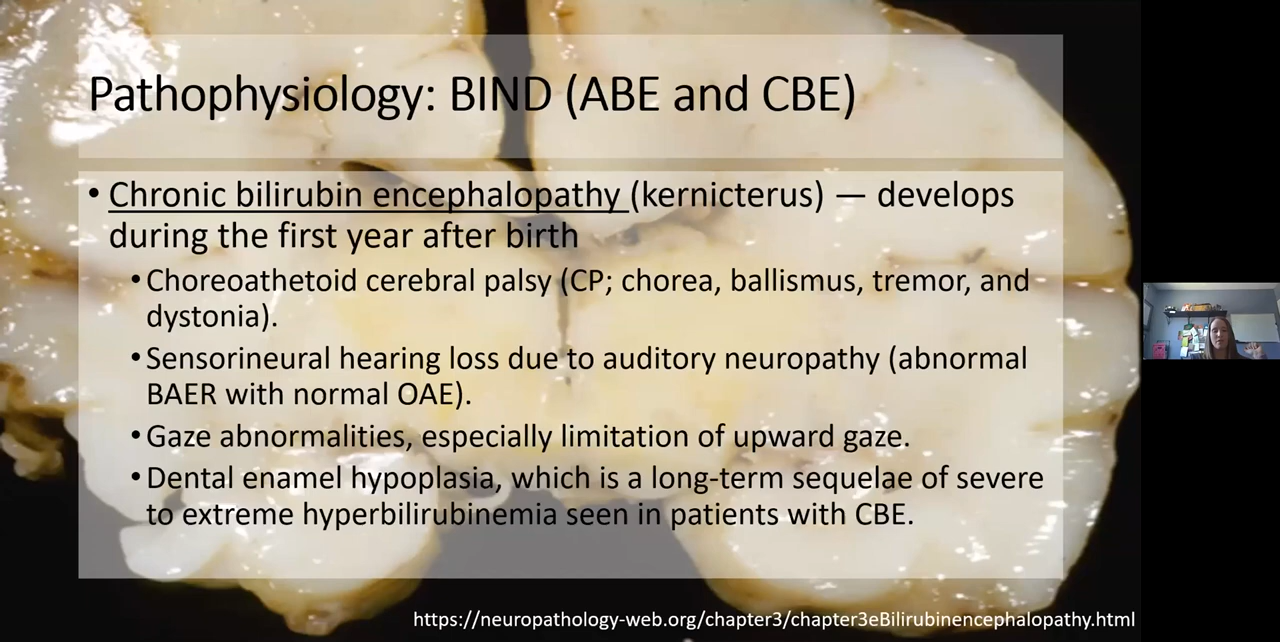 Pathophysiology: BIND (ABE and CBE)
• Chronic bilirubin encephalopathy (kernicterus) — develops
during the first year after birth
• Choreoathetoid cerebral palsy (CP; chorea, ballismus, tremor, and
dystonia).
• Sensorineural hearing loss due to auditory neuropathy (abnormal
BAER with normal OAE).
• Gaze abnormalities, especially limitation of upward gaze.
• Dental enamel hypoplasia, which is a long-term sequelae of severe
to extreme hyperbilirubinemia seen in patients with CBE.
https://neuropathology-web.org/chapter3/chapter3eBilirubinencephalopathy.html